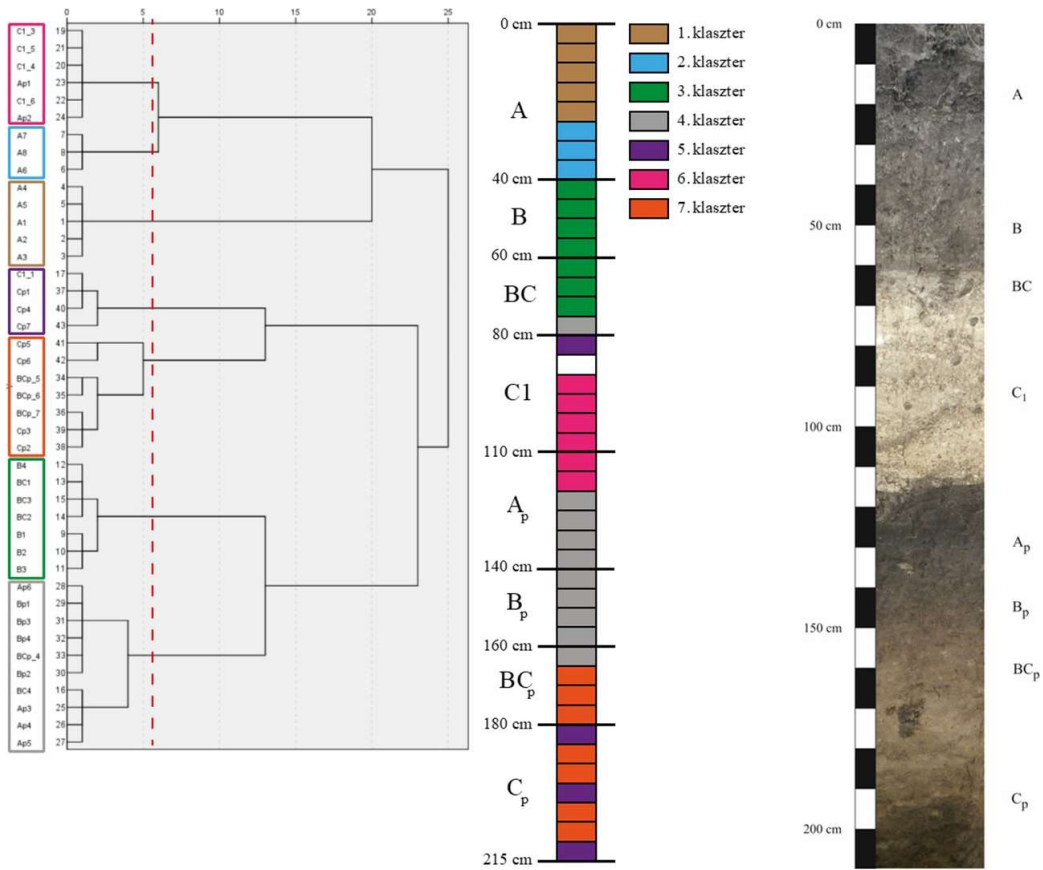 0 5 10 15 20 25
C1_3 19
C1_5 21
C1_4 20
Ap1 23
C1_6 22
Ap2 24
A7 7
A8 8
A6 6
A4 4
A5 5
A1 1
A2 2
A3 3
C1_1 17
Cp1 37
Cp4 40
Cp7 43
Cp5 41
Cp6 42
BCp_5 34
BCp_6 35
BCp_7 36
Cp3 39
Cp2 38
B4 12
BC1 13
BC3 15
BC2 14
B1 9
B2 10
B3 11
Ap6 28
Bp1 29
Bp3 31
Bp4 32
BCp_4 33
Bp2 30
BC4 16
Ap3 25
Ap4 26
Ap5 27
0 cm
A
40 cm
B
60 cm
BC
80 cm
C1
110 cm
Ap
140 cm
Bp
160 cm
BCp
180 cm
Cp
215 cm
1. klaszter
2. klaszter
3. klaszter
4. klaszter
5. klaszter
6. klaszter
7. klaszter
0 cm
A
50 cm
B
BC
C1
100 cm
Ap
Bp
150 cm
BCp
Cp
200 cm